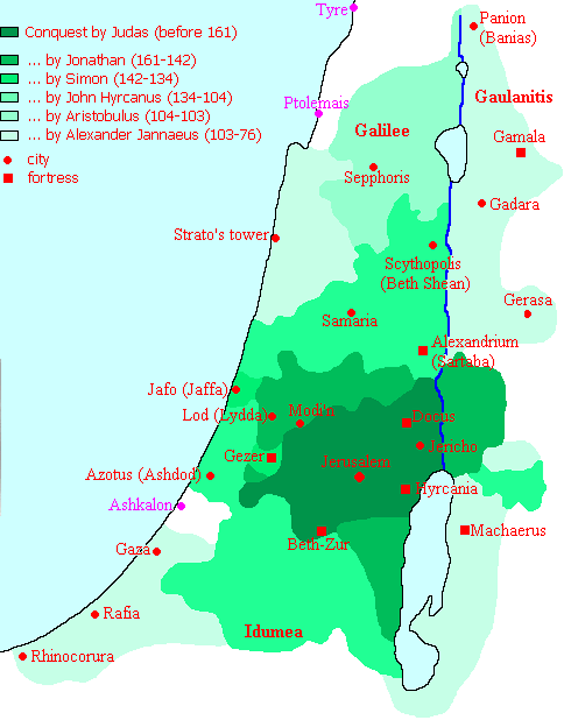 Conquest by Judas (before 161)
... by Jonathan (161-142)
... by Simon (142-134)
... by John Hyrcanus (134-104)
... by Aristobulus (104-103)
... by Alexander Jannaeus (103-76)
city
fortress
Tyre
Panion
(Banias)
Ptolemais
Gaulanitis
Galilee
Gamala
Sepphoris
Gadara
Strato's tower
Scythopolis
(Beth Shean)
Gerasa
Samaria
Alexandrium
(Sartaba)
Jafo (Jaffa)
Lod (Lydda)
Modi'n
Docus
Jericho
Gezer
Jerusalem
Azotus (Ashdod)
Hyrcania
Ashkalon
Machaerus
Beth-Zur
Gaza
Rafia
Idumea
Rhinocorura